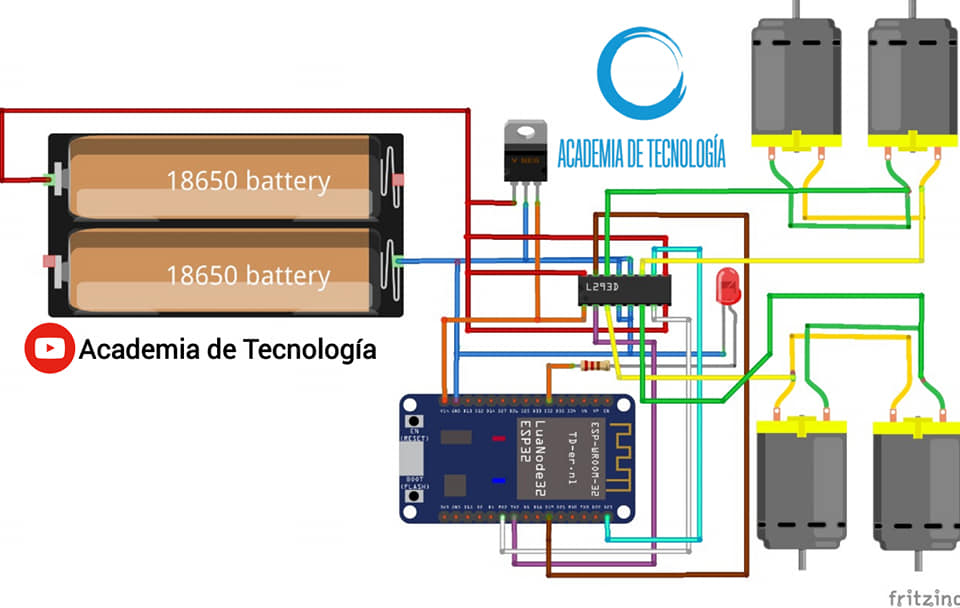 ACADEMIA DE TECNOLOGÍA
V REG
18650 battery
18650 battery
L293D
Academia de Tecnología
EN
(RESET)
BOOT
(FLASH)
LuaNode32
ESP32
TD-er.nl
ESP-WROOM-32
fritzing